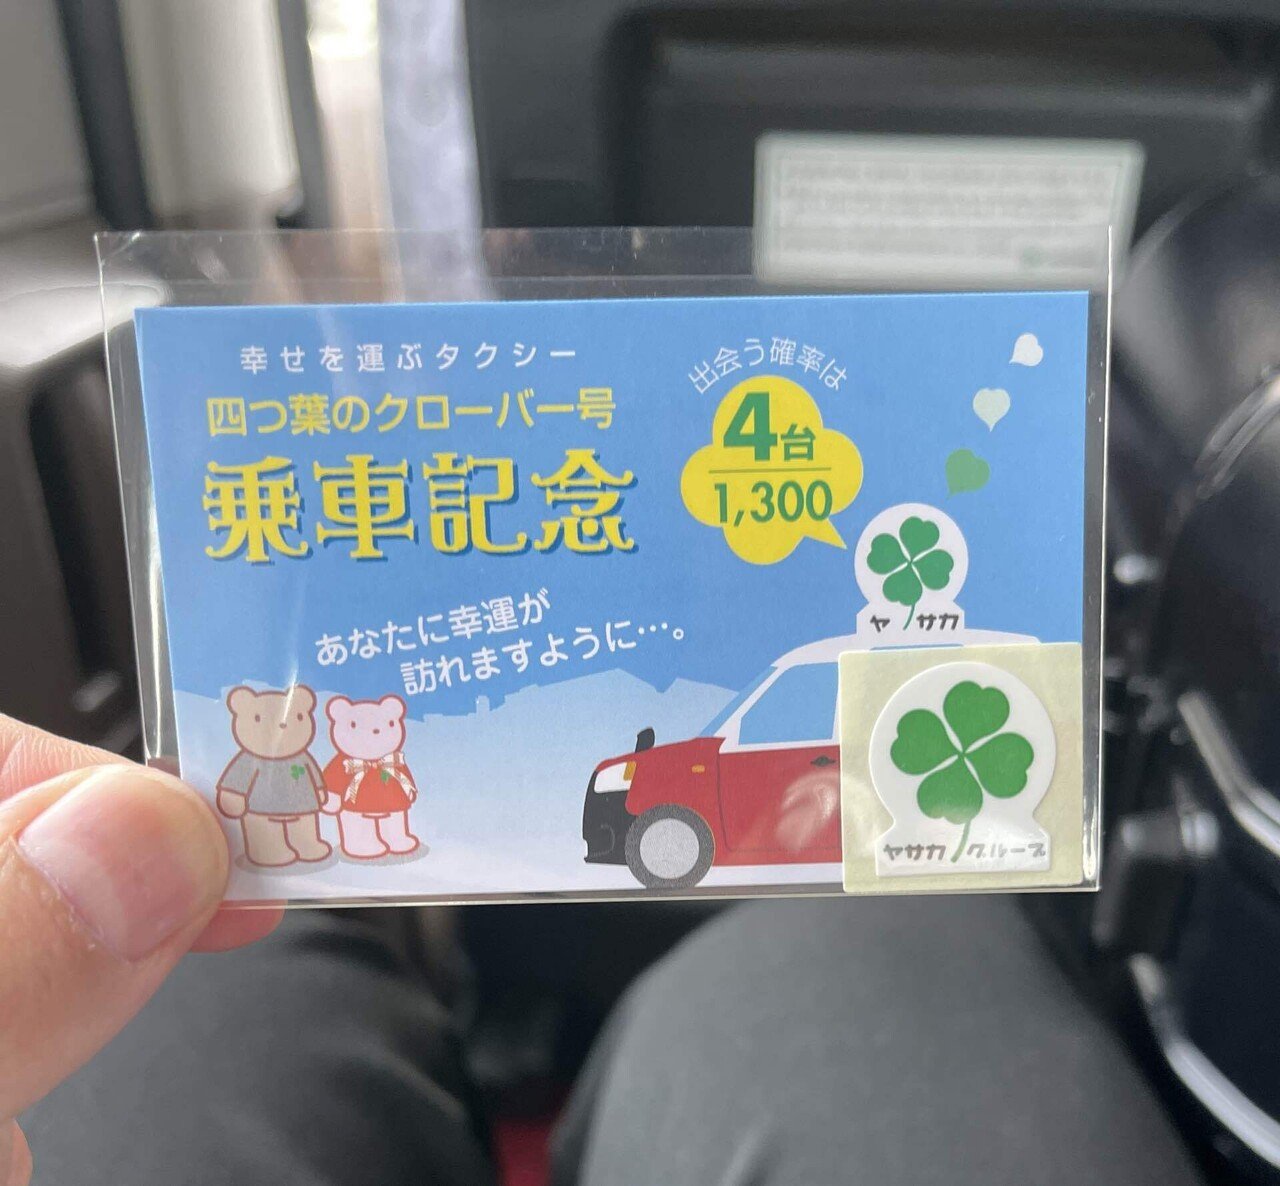 幸せを運ぶタクシー
四つ葉のクローバー号
乗車記念
出会う確率は
4台
1,300
あなたに幸運が
訪れますように…。
ヤサカ
ヤサカグループ